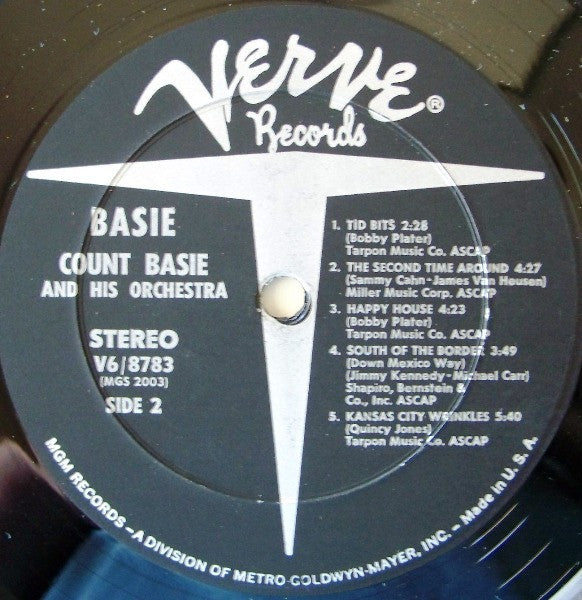 Verve®
Records
BASIE
COUNT BASIE
AND HIS ORCHESTRA
STEREO
V6/8783
(MGS 2003)
SIDE 2
1. TID BITS 2:28
(Bobby Plater)
Tarpon Music Co. ASCAP
2. THE SECOND TIME AROUND 4:27
(Sammy Cahn-James Van Heusen)
Miller Music Corp. ASCAP
3. HAPPY HOUSE 4:23
(Bobby Plater)
Tarpon Music Co. ASCAP
4. SOUTH OF THE BORDER 3:49
(Down Mexico Way)
(Jimmy Kennedy-Michael Carr)
Shapiro, Bernstein &
Co., Inc. ASCAP
5. KANSAS CITY WRINKLES 5:40
(Quincy Jones)
Tarpon Music Co. ASCAP
MGM RECORDS – A DIVISION OF METRO-GOLDWYN-MAYER, INC. – Made in U. S. A.